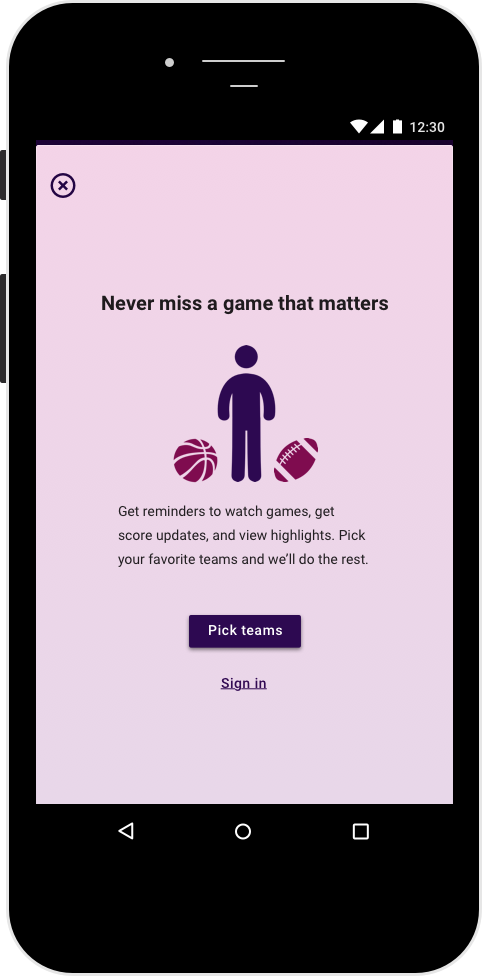 12:30
Never miss a game that matters
Get reminders to watch games, get
score updates, and view highlights. Pick
your favorite teams and we’ll do the rest.
Pick teams
Sign in